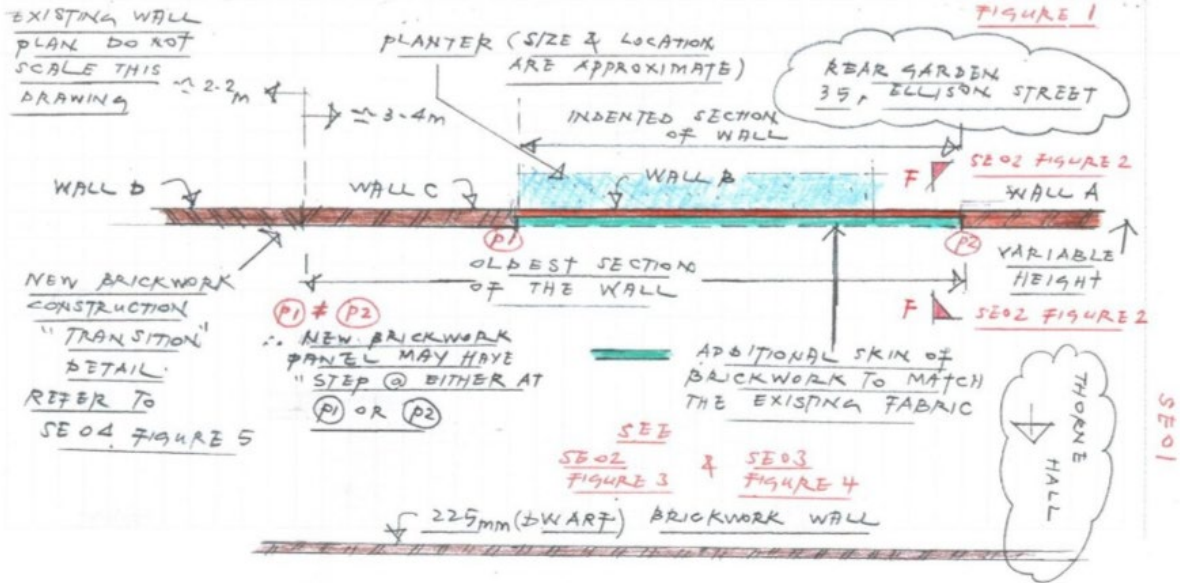 EXISTING WALL
PLAN DO NOT
SCALE THIS
DRAWING
≃ 2.2m
≃ 3.4m
PLANTER (SIZE & LOCATION
ARE APPROXIMATE)
FIGURE 1
REAR GARDEN
35, ELLISON STREET
INDENTED SECTION
OF WALL
WALL D
WALL C
WALL B
F
SE02 FIGURE 2
WALL A
P1
P2
OLDEST SECTION
OF THE WALL
VARIABLE
HEIGHT
NEW BRICKWORK
CONSTRUCTION
"TRANSITION"
DETAIL.
REFER TO
SE04 FIGURE 5
P1 ≠ P2
∴ NEW BRICKWORK
PANEL MAY HAVE
"STEP @ EITHER AT
P1 OR P2
F
SE02 FIGURE 2
ADDITIONAL SKIN OF
BRICKWORK TO MATCH
THE EXISTING FABRIC
SEE
SE02
FIGURE 3
& SE03
FIGURE 4
THORNE
HALL
SE01
225mm (DWARF) BRICKWORK WALL